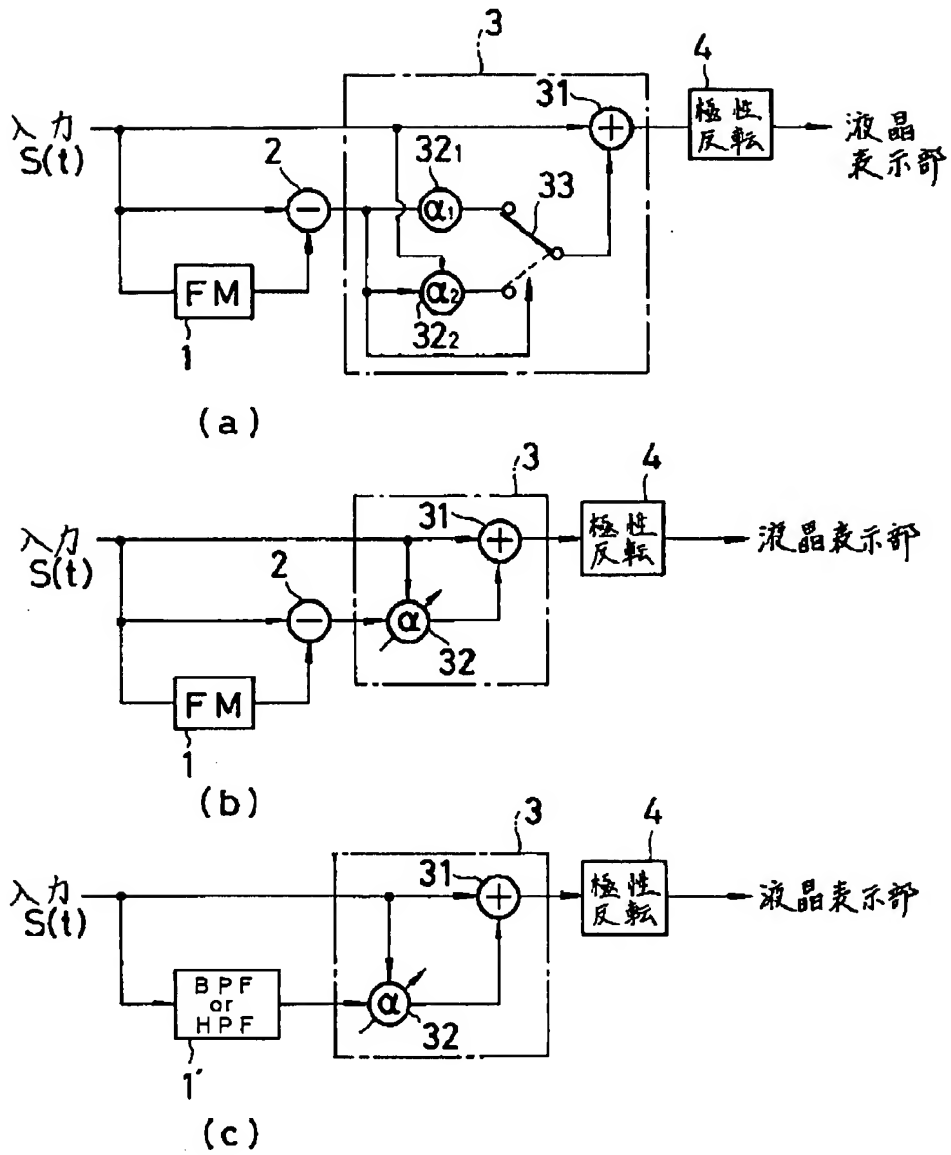 3
4
入力
S(t)
31
極性
反転
液晶
表示部
2
32₁
−
α₁
33
+
FM
α₂
32₂
1
(a)
3
4
入力
S(t)
31
+
極性
反転
液晶表示部
2
−
α
32
FM
1
(b)
3
4
入力
S(t)
31
+
極性
反転
液晶表示部
BPF
or
HPF
α
32
1′
(c)